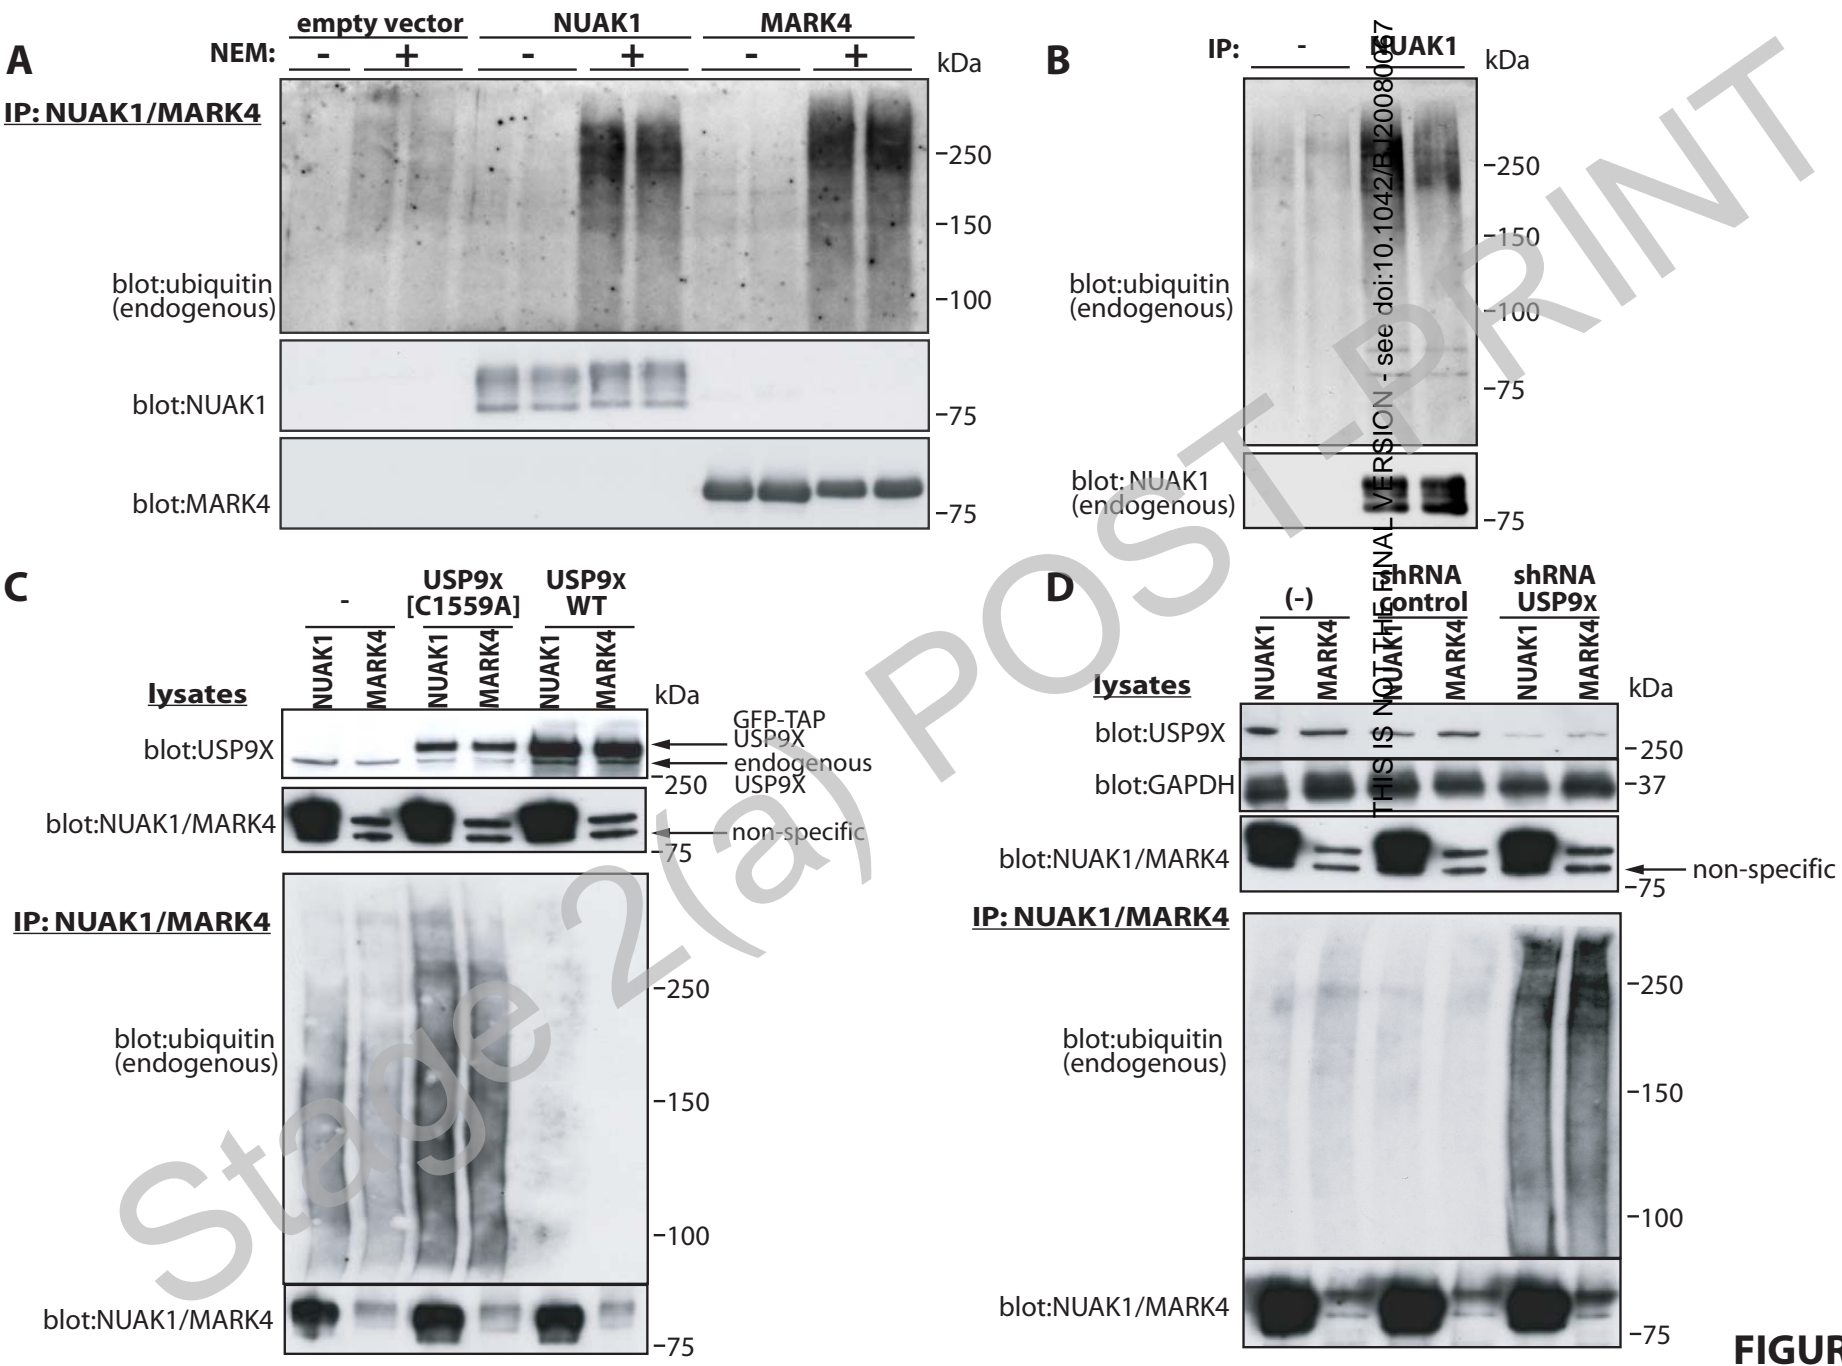 A
empty vector NUAK1 MARK4
NEM: - + - + - + kDa
IP: NUAK1/MARK4
-250
-150
-100
blot:ubiquitin
(endogenous)
blot:NUAK1
-75
blot:MARK4
-75
B
IP: - NUAK1 kDa
-250
-150
-100
-75
blot:ubiquitin
(endogenous)
blot: NUAK1
(endogenous)
-75
C
- USP9x
[C1559A] USP9x
WT
NUAK1 MARK4 NUAK1 MARK4 NUAK1 MARK4
lysates kDa
blot:USP9X
GFP-TAP
USP9X
endogenous
USP9X
-250
blot:NUAK1/MARK4
non-specific
-75
IP: NUAK1/MARK4
-250
-150
-100
blot:ubiquitin
(endogenous)
blot:NUAK1/MARK4
-75
D
(-) shRNA
control shRNA
USP9x
NUAK1 MARK4 NUAK1 MARK4 NUAK1 MARK4
lysates kDa
blot:USP9X
-250
blot:GAPDH -37
blot:NUAK1/MARK4
non-specific
-75
IP: NUAK1/MARK4
-250
-150
-100
blot:ubiquitin
(endogenous)
blot:NUAK1/MARK4
-75
FIGUR
THIS IS NOT THE FINAL VERSION - see doi:10.1042/BJ20080067
Stage 2(a) POST-PRINT